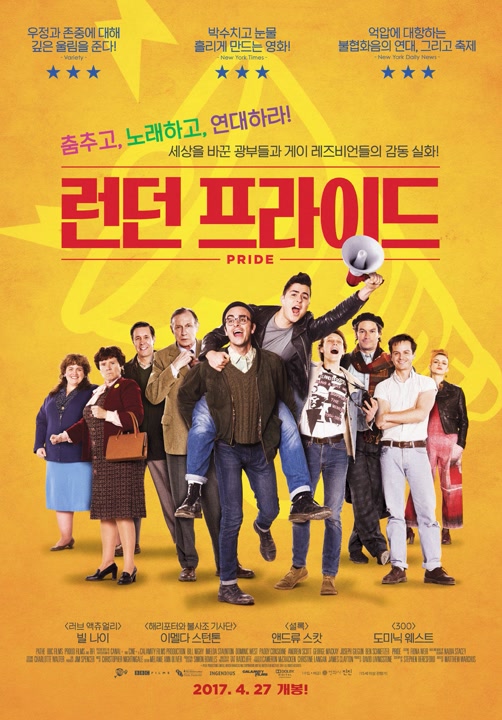 우정과 존중에 대해
깊은 울림을 준다!
- Variety -
박수치고 눈물
흘리게 만드는 영화!
- New York Times -
억압에 대항하는
불협화음의 연대, 그리고 축제
- New York Daily News -
춤추고, 노래하고, 연대하라!
세상을 바꾼 광부들과 게이 레즈비언들의 감동 실화!
런던 프라이드
PRIDE
<러브 액츄얼리>
빌 나이
<해리포터와 불사조 기사단>
이멜다 스턴톤
<셜록>
앤드류 스캇
<300>
도미닉 웨스트
2017. 4. 27 개봉!